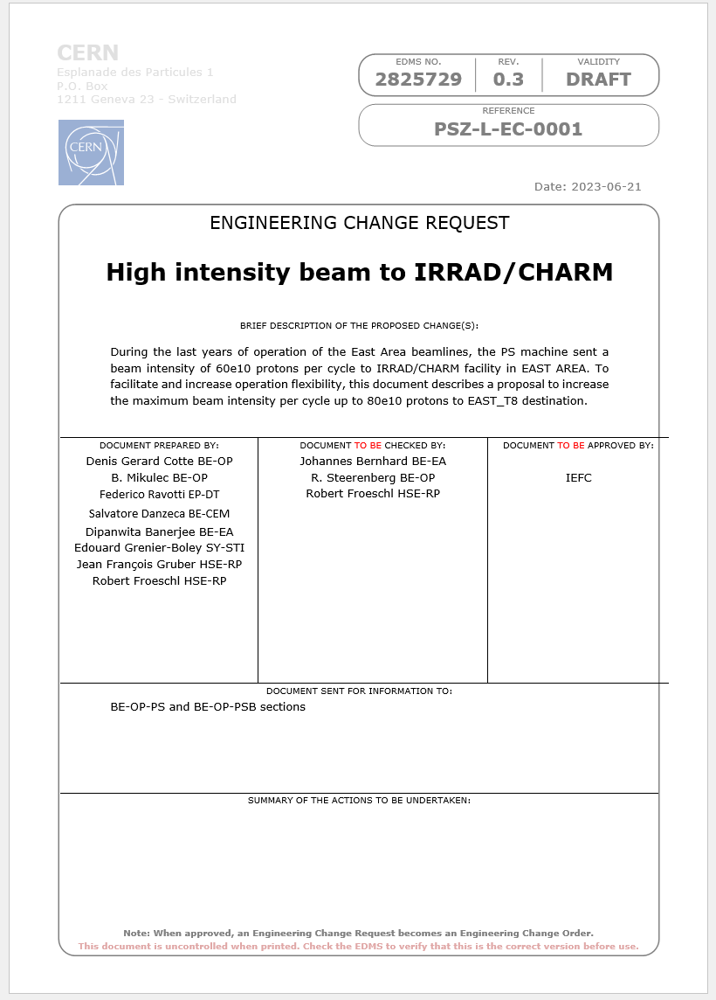 CERN
Esplanade des Particules 1
P.O. Box
1211 Geneva 23 - Switzerland
CERN
EDMS NO. REV. VALIDITY
2825729 0.3 DRAFT
REFERENCE
PSZ-L-EC-0001
Date: 2023-06-21
ENGINEERING CHANGE REQUEST
High intensity beam to IRRAD/CHARM
BRIEF DESCRIPTION OF THE PROPOSED CHANGE(S):
During the last years of operation of the East Area beamlines, the PS machine sent a
beam intensity of 60e10 protons per cycle to IRRAD/CHARM facility in EAST AREA. To
facilitate and increase operation flexibility, this document describes a proposal to increase
the maximum beam intensity per cycle up to 80e10 protons to EAST_T8 destination.
DOCUMENT PREPARED BY:
Denis Gerard Cotte BE-OP
B. Mikulec BE-OP
Federico Ravotti EP-DT
Salvatore Danzeca BE-CEM
Dipanwita Banerjee BE-EA
Edouard Grenier-Boley SY-STI
Jean François Gruber HSE-RP
Robert Froeschl HSE-RP
DOCUMENT TO BE CHECKED BY:
Johannes Bernhard BE-EA
R. Steerenberg BE-OP
Robert Froeschl HSE-RP
DOCUMENT TO BE APPROVED BY:
IEFC
DOCUMENT SENT FOR INFORMATION TO:
BE-OP-PS and BE-OP-PSB sections
SUMMARY OF THE ACTIONS TO BE UNDERTAKEN:
Note: When approved, an Engineering Change Request becomes an Engineering Change Order.
This document is uncontrolled when printed. Check the EDMS to verify that this is the correct version before use.